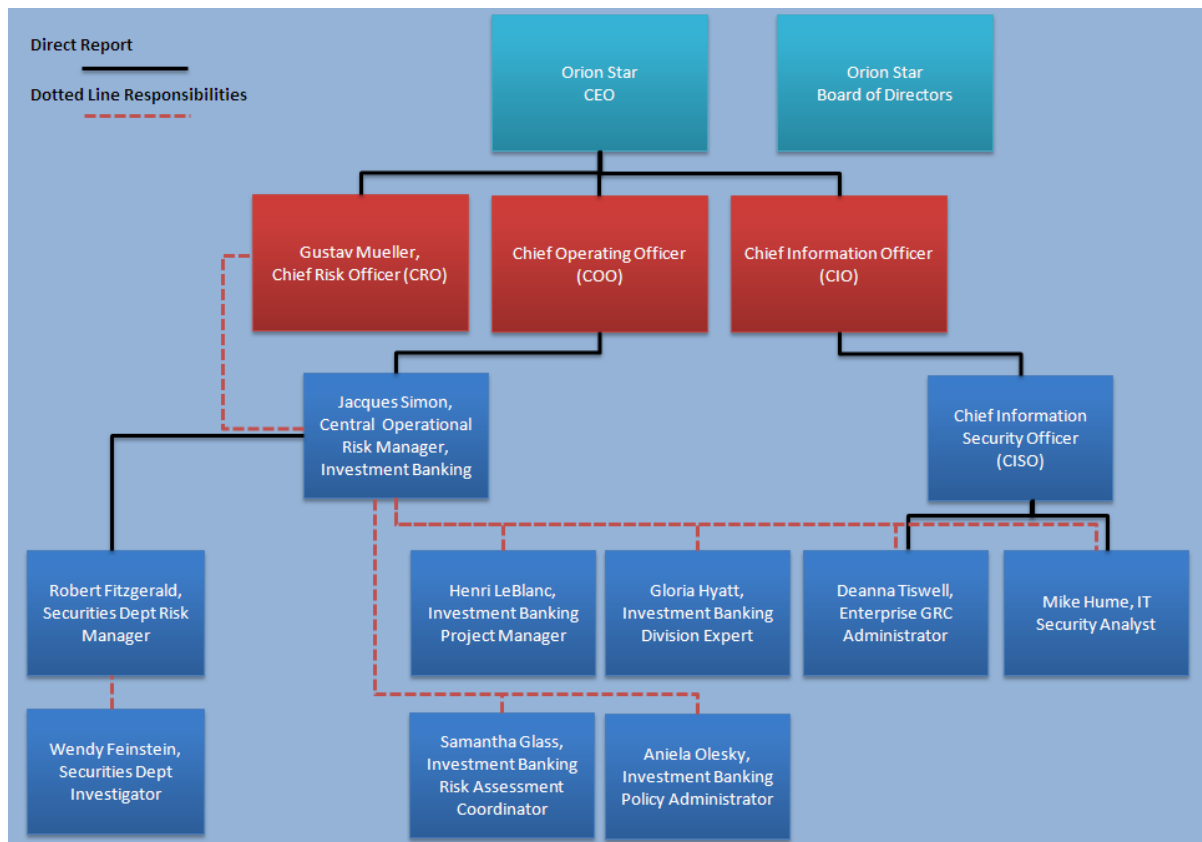 Direct Report
Dotted Line Responsibilities
Orion Star
CEO
Orion Star
Board of Directors
Gustav Mueller,
Chief Risk Officer (CRO)
Chief Operating Officer
(COO)
Chief Information Officer
(CIO)
Jacques Simon,
Central Operational
Risk Manager,
Investment Banking
Chief Information
Security Officer
(CISO)
Robert Fitzgerald,
Securities Dept Risk
Manager
Henri LeBlanc,
Investment Banking
Project Manager
Gloria Hyatt,
Investment Banking
Division Expert
Deanna Tiswell,
Enterprise GRC
Administrator
Mike Hume, IT
Security Analyst
Wendy Feinstein,
Securities Dept
Investigator
Samantha Glass,
Investment Banking
Risk Assessment
Coordinator
Aniela Olesky,
Investment Banking
Policy Administrator